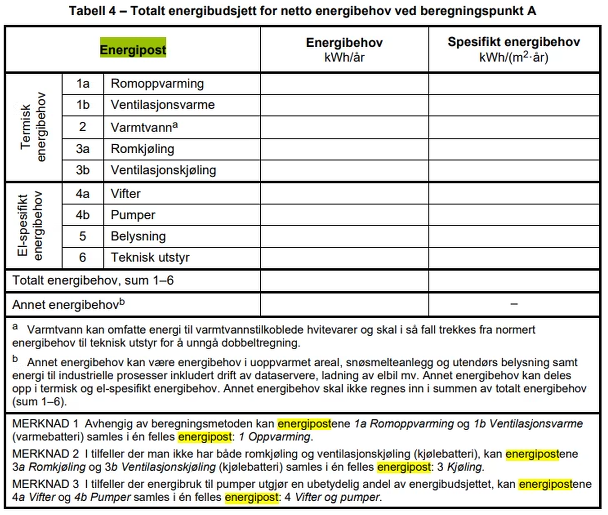 Tabell 4 – Totalt energibudsjett for netto energibehov ved beregningspunkt A
Energipost Energibehov Spesifikt energibehov
kWh/år kWh/(m²·år)
Termisk energibehov
1a Romoppvarming
1b Ventilasjonsvarme
2 Varmtvannᵃ
3a Romkjøling
3b Ventilasjonskjøling
El-spesifikt energibehov
4a Vifter
4b Pumper
5 Belysning
6 Teknisk utstyr
Totalt energibehov, sum 1–6
Annet energibehovᵇ –
a Varmtvann kan omfatte energi til varmtvannstilkoblede hvitevarer og skal i så fall trekkes fra normert
energibehov til teknisk utstyr for å unngå dobbeltregning.
b Annet energibehov kan være energibehov i uoppvarmet areal, snøsmelteanlegg og utendørs belysning samt
energi til industrielle prosesser inkludert drift av dataservere, ladning av elbil mv. Annet energibehov kan deles
opp i termisk og el-spesifikt energibehov. Annet energibehov skal ikke regnes inn i summen av totalt energibehov
(sum 1–6).
MERKNAD 1 Avhengig av beregningsmetoden kan energipostene 1a Romoppvarming og 1b Ventilasjonsvarme
(varmebatteri) samles i én felles energipost: 1 Oppvarming.
MERKNAD 2 I tilfeller der man ikke har både romkjøling og ventilasjonskjøling (kjølebatteri), kan energipostene
3a Romkjøling og 3b Ventilasjonskjøling (kjølebatteri) samles i én felles energipost: 3 Kjøling.
MERKNAD 3 I tilfeller der energibruk til pumper utgjør en ubetydelig andel av energibudsjettet, kan energipostene
4a Vifter og 4b Pumper samles i én felles energipost: 4 Vifter og pumper.